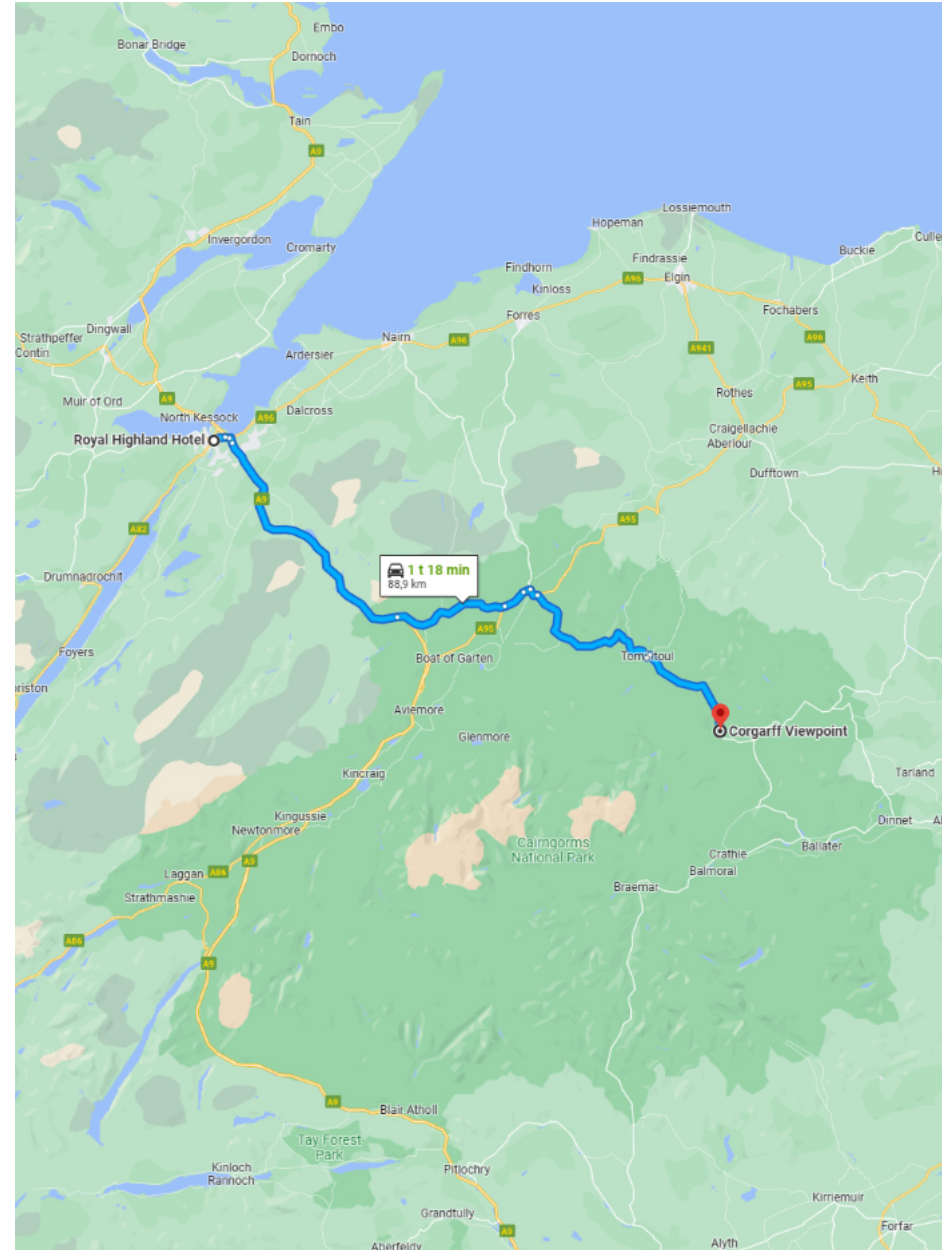 Embo
Bonar Bridge
Dornoch
Tain
A9
Lossiemouth
Hopeman
Invergordon
Cromarty
Buckie
Findrassie
Findhorn
Elgin
A96
Kinloss
Fochabers
Forres
Dingwall
Strathpeffer
Contin
Nairn
A96
A96
Ardersier
A941
A95
Keith
Muir of Ord
A9
Rothes
North Kessock
A96
Dalcross
Craigellachie
Aberlour
Royal Highland Hotel
Dufftown
A9
A95
A82
1 t 18 min
88,9 km
Drumnadrochit
A95
Foyers
Boat of Garten
Aviemore
Glenmore
Corgarff Viewpoint
Kincraig
Tarland
Kingussie
Newtonmore
Dinnet
Cairngorms
National Park
Crathie
Ballater
A9
Laggan
A86
Balmoral
Strathmashie
Braemar
A86
A9
A9
Blair Atholl
Tay Forest
Park
Kinloch
Rannoch
Pitlochry
Kirriemuir
Grandtully
Forfar
A9
Alyth
Aberfeldy